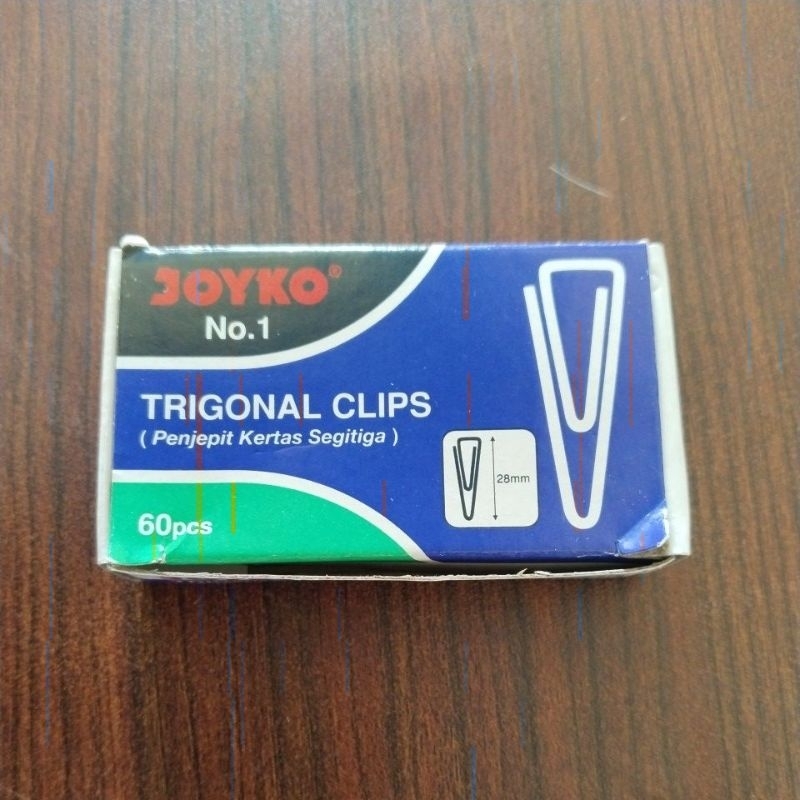 JOYKO®
No.1
TRIGONAL CLIPS
( Penjepit Kertas Segitiga )
28mm
60pcs